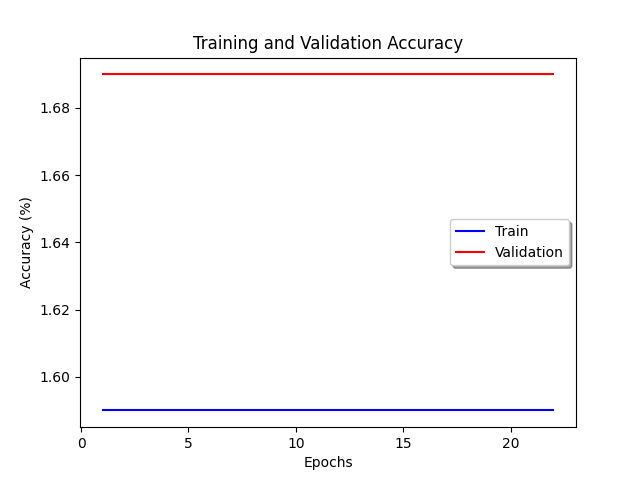 Training and Validation Accuracy
Accuracy (%)
1.68
1.66
1.64
1.62
1.60
Train
Validation
0 5 10 15 20
Epochs